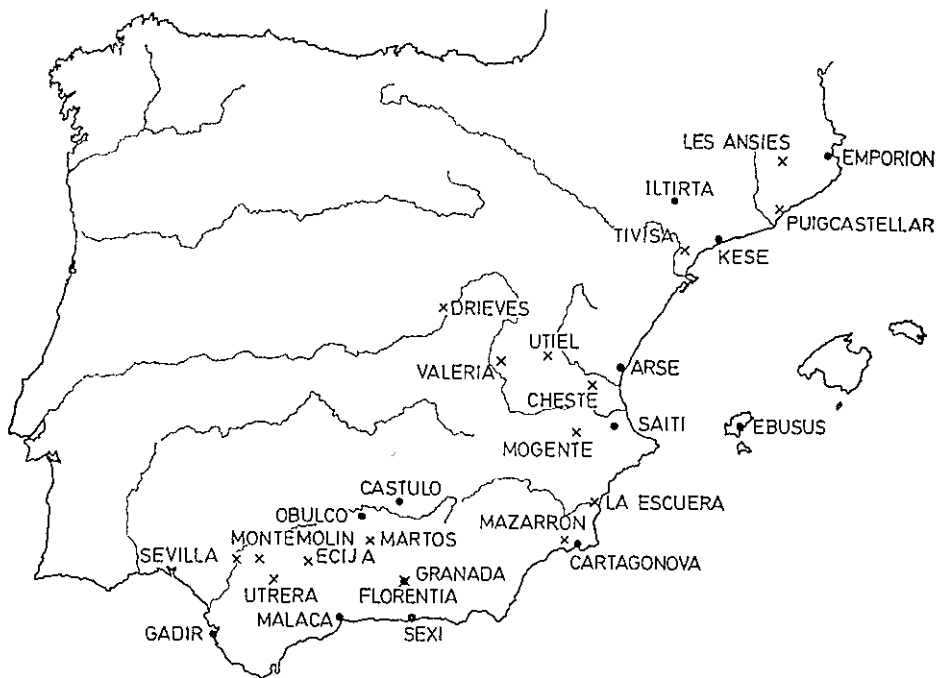 LES ANSIES
EMPORION
ILTIRTA
PUIGCASTELLAR
TIVISA
KESE
DRIEVES
UTIEL
VALERIA
ARSE
CHESTE
SAITI
EBUSUS
MOGENTE
CASTULO
LA ESCUERA
OBULCO
MAZARRON
MONTEMOLIN
MARTOS
SEVILLA
ECIJA
CARTAGONOVA
GRANADA
UTRERA
FLORENTIA
MALACA
SEXI
GADIR